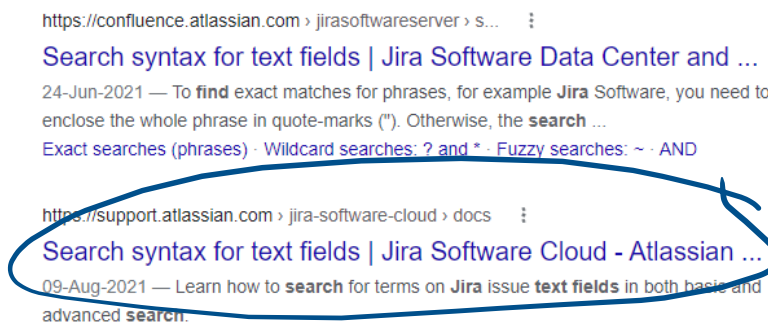 https://confluence.atlassian.com › jirasoftwareserver › s...
Search syntax for text fields | Jira Software Data Center and ...
24-Jun-2021 — To find exact matches for phrases, for example Jira Software, you need to
enclose the whole phrase in quote-marks ("). Otherwise, the search ...
Exact searches (phrases) · Wildcard searches: ? and * · Fuzzy searches: ~ · AND
https://support.atlassian.com › jira-software-cloud › docs
Search syntax for text fields | Jira Software Cloud - Atlassian ...
09-Aug-2021 — Learn how to search for terms on Jira issue text fields in both basic and
advanced search.